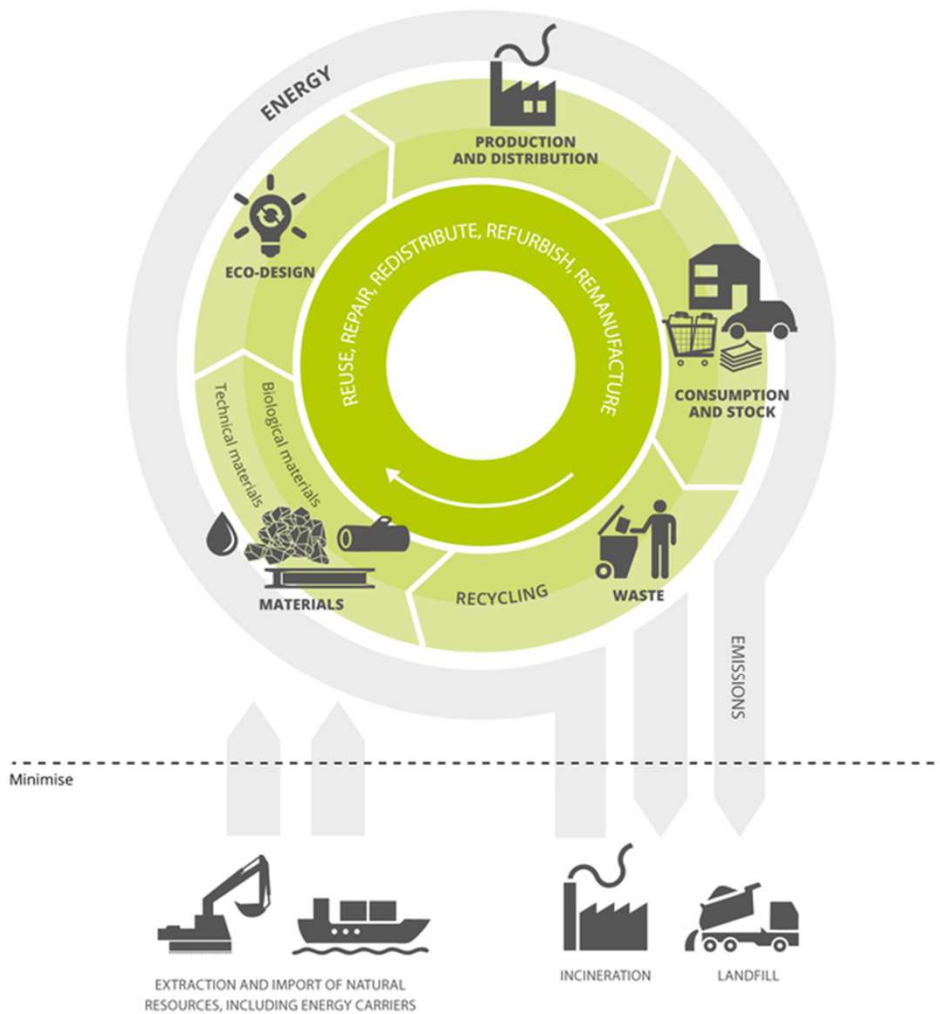 ENERGY
PRODUCTION
AND DISTRIBUTION
ECO-DESIGN
REUSE, REPAIR, REDISTRIBUTE, REFURBISH, REMANUFACTURE
CONSUMPTION
AND STOCK
Technical materials
Biological materials
MATERIALS
RECYCLING
WASTE
EMISSIONS
Minimise
EXTRACTION AND IMPORT OF NATURAL
RESOURCES, INCLUDING ENERGY CARRIERS
INCINERATION
LANDFILL